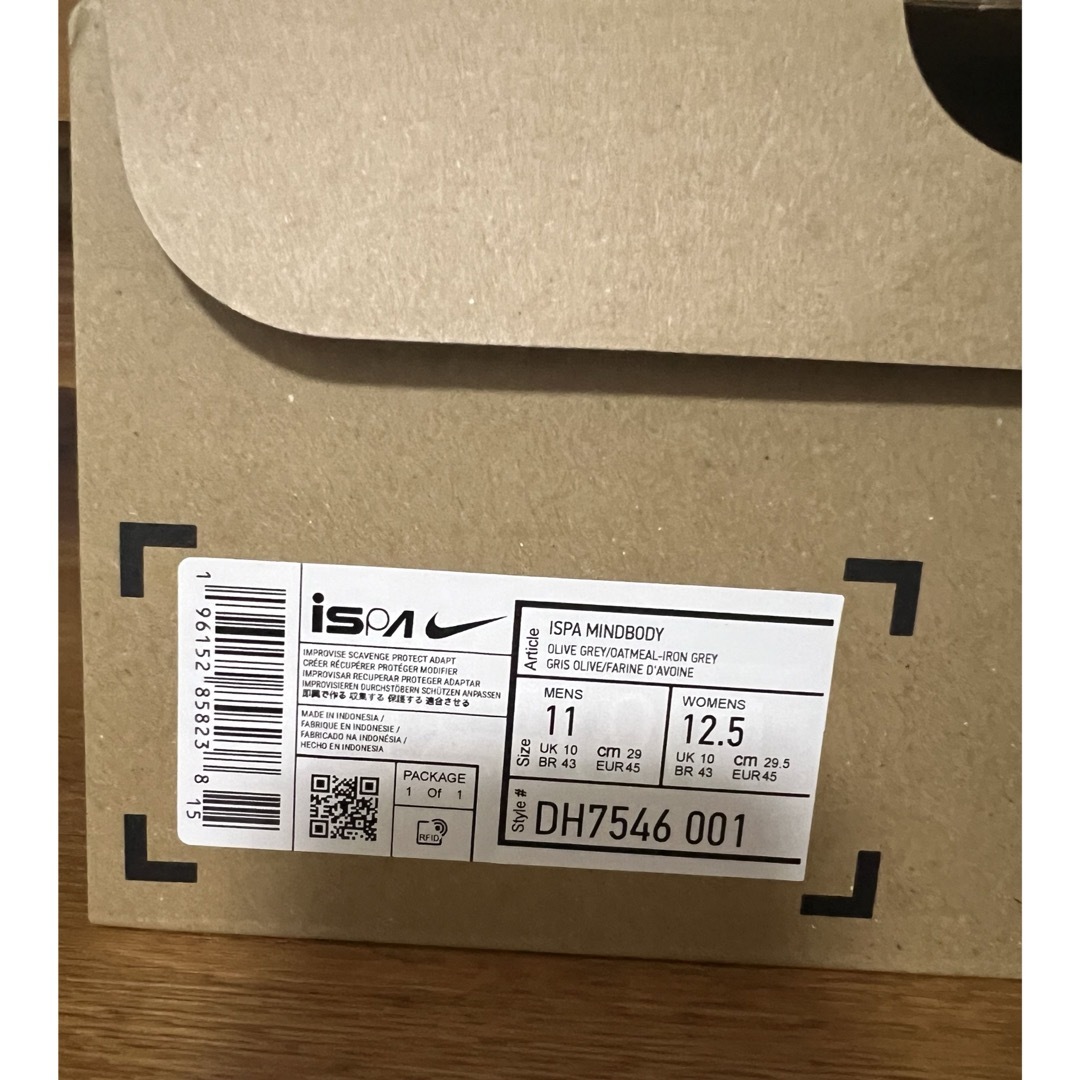 1 96152 85823 8 15
ispa
IMPROVISE SCAVENGE PROTECT ADAPT
CRÉER RÉCUPÉRER PROTÉGER MODIFIER
IMPROVISAR RECUPERAR PROTEGER ADAPTAR
IMPROVISIEREN DURCHSTÖBERN SCHÜTZEN ANPASSEN
即興で作る 収集する 保護する 適合させる
MADE IN INDONESIA /
FABRIQUE EN INDONESIE /
FABRICADO NA INDONÉSIA /
HECHO EN INDONESIA
PACKAGE
1 Of 1
RFID
Article
ISPA MINDBODY
OLIVE GREY/OATMEAL-IRON GREY
GRIS OLIVE/FARINE D'AVOINE
Size
MENS
11
UK 10 cm 29
BR 43 EUR 45
WOMENS
12.5
UK 10 cm 29.5
BR 43 EUR 45
Style #
DH7546 001